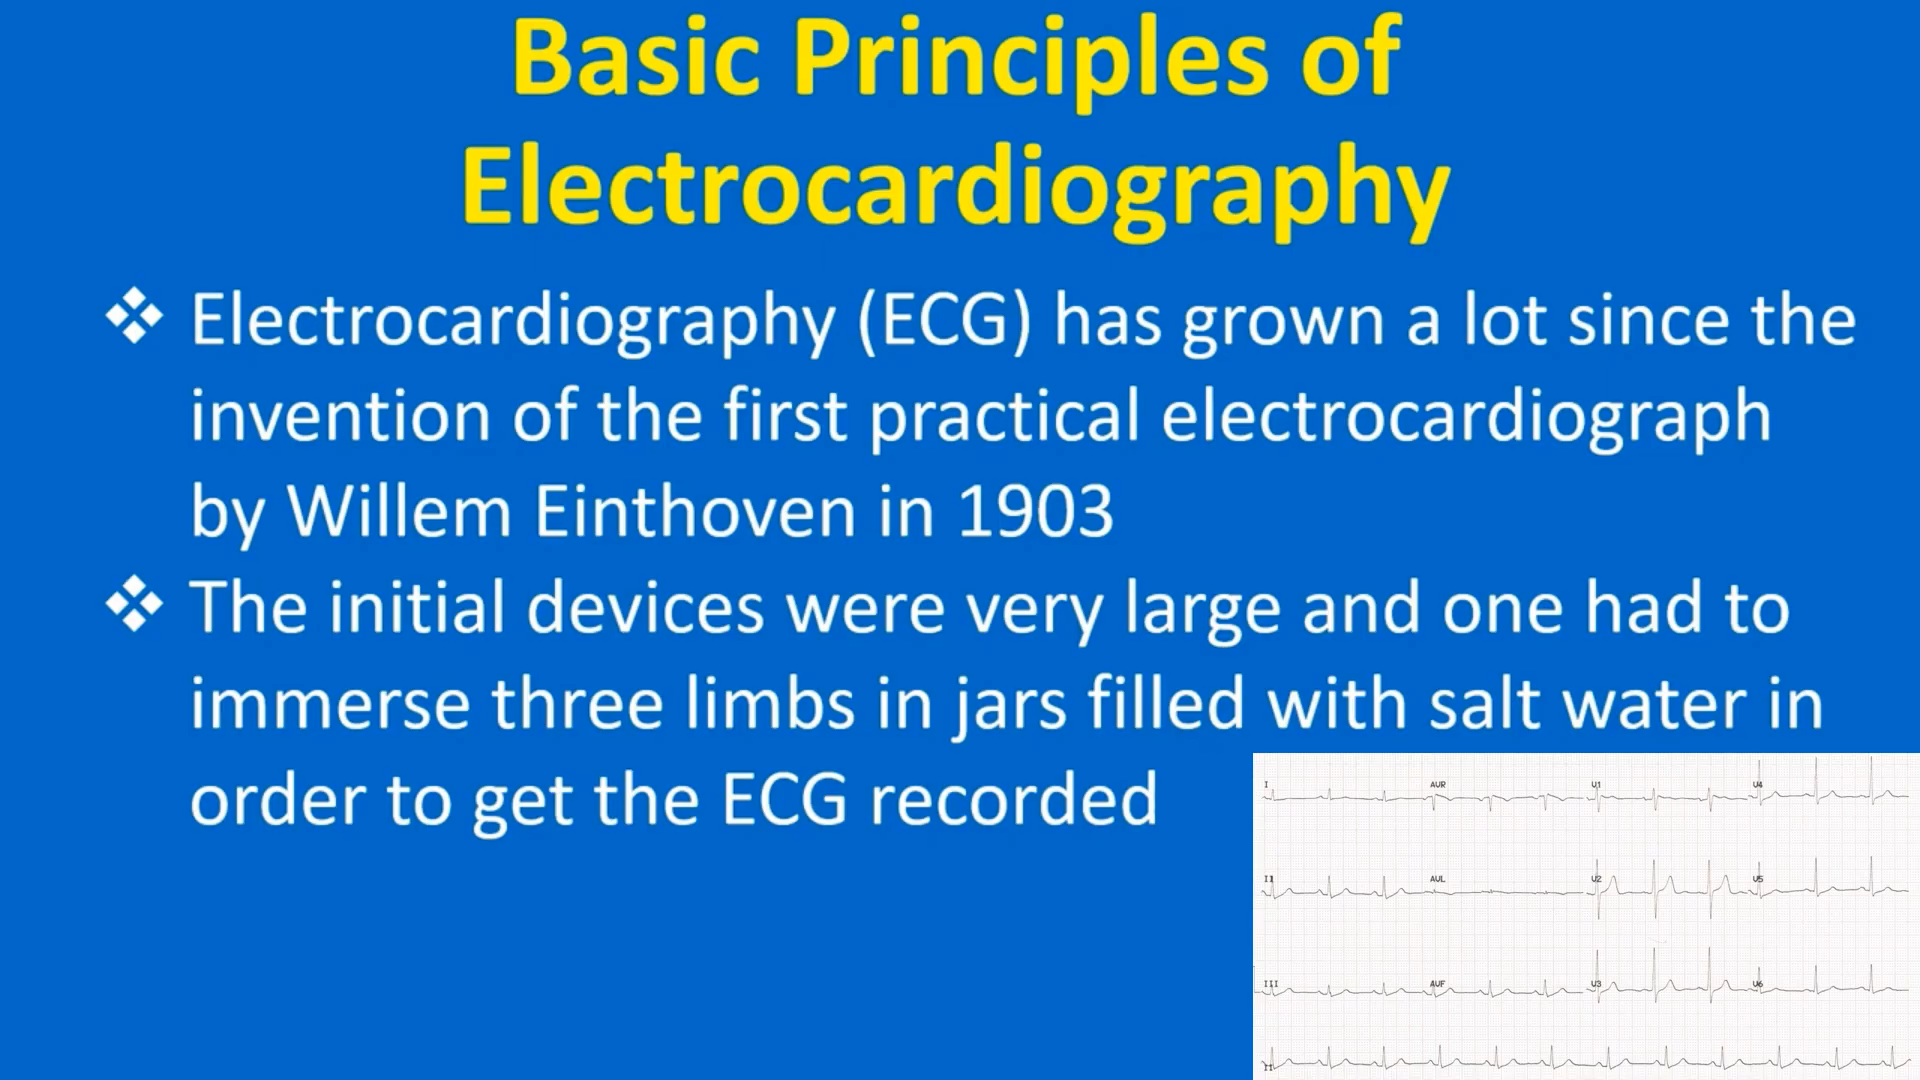 Basic Principles of
Electrocardiography
❖ Electrocardiography (ECG) has grown a lot since the
invention of the first practical electrocardiograph
by Willem Einthoven in 1903
❖ The initial devices were very large and one had to
immerse three limbs in jars filled with salt water in
order to get the ECG recorded
I AVR V1 V4
II AVL V2 V5
III AVF V3 V6
II